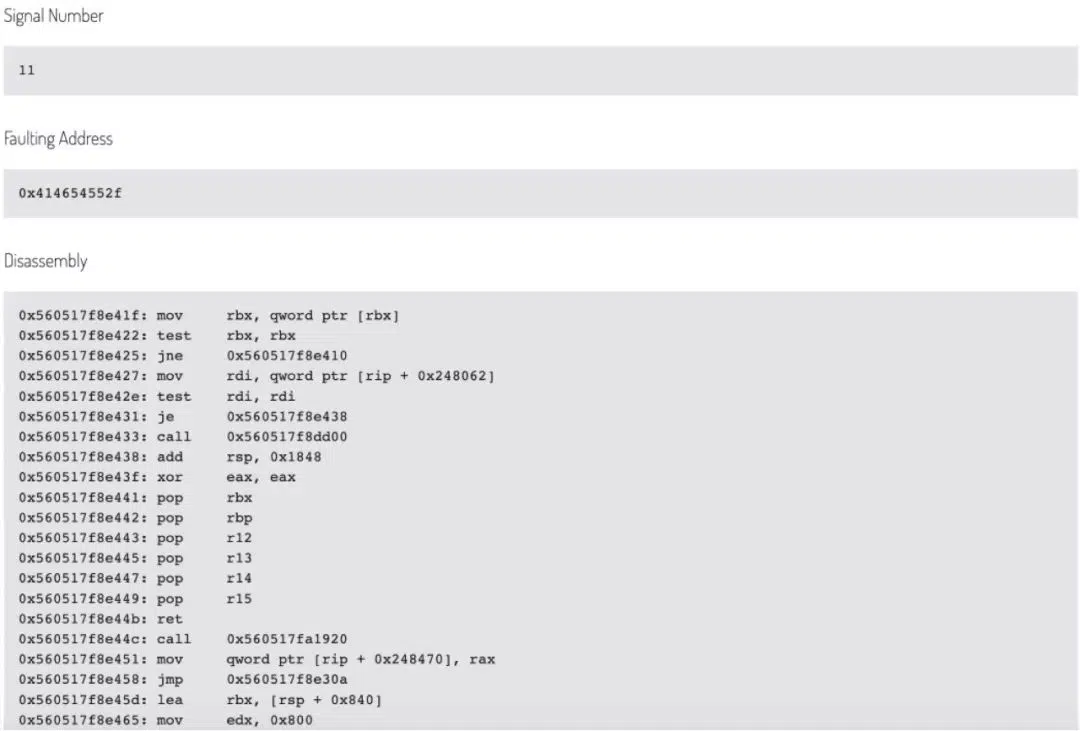 Signal Number
11
Faulting Address
0x414654552f
Disassembly
0x560517f8e41f: mov rbx, qword ptr [rbx]
0x560517f8e422: test rbx, rbx
0x560517f8e425: jne 0x560517f8e410
0x560517f8e427: mov rdi, qword ptr [rip + 0x248062]
0x560517f8e42e: test rdi, rdi
0x560517f8e431: je 0x560517f8e438
0x560517f8e433: call 0x560517f8dd00
0x560517f8e438: add rsp, 0x1848
0x560517f8e43f: xor eax, eax
0x560517f8e441: pop rbx
0x560517f8e442: pop rbp
0x560517f8e443: pop r12
0x560517f8e445: pop r13
0x560517f8e447: pop r14
0x560517f8e449: pop r15
0x560517f8e44b: ret
0x560517f8e44c: call 0x560517fa1920
0x560517f8e451: mov qword ptr [rip + 0x248470], rax
0x560517f8e458: jmp 0x560517f8e30a
0x560517f8e45d: lea rbx, [rsp + 0x840]
0x560517f8e465: mov edx, 0x800